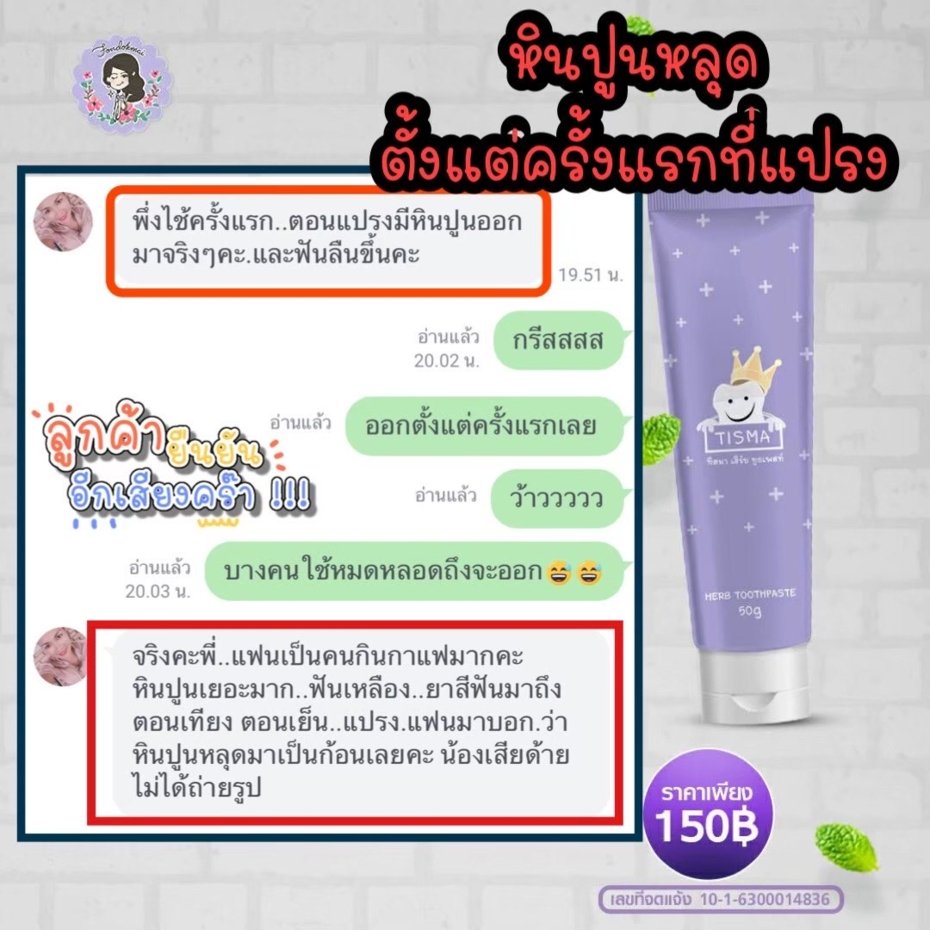 Fondokmai
หินปูนหลุด
ตั้งแต่ครั้งแรกที่แปรง
พึ่งไช้ครั้งแรก..ตอนแปรงมีหินปูนออก
มาจริงๆคะ.และฟันลืนขึ้นคะ
19.51 น.
อ่านแล้ว
20.02 น.
กรีสสสส
อ่านแล้ว
ออกตั้งแต่ครั้งแรกเลย
ลูกค้า
ยืนยัน
อีกเสียงคร๊า !!!
อ่านแล้ว
ว้าววววว
อ่านแล้ว
20.03 น.
บางคนใช้หมดหลอดถึงจะออก😅😅
จริงคะพี่..แฟนเป็นคนกินกาแฟมากคะ
หินปูนเยอะมาก..ฟันเหลือง..ยาสีฟันมาถึง
ตอนเทียง ตอนเย็น..แปรง.แฟนมาบอก.ว่า
หินปูนหลุดมาเป็นก้อนเลยคะ น้องเสียด้าย
ไม่ได้ถ่ายรูป
TISMA
ทิสมา เฮิร์บ ทูธเพสท์
HERB TOOTHPASTE
50g
ราคาเพียง
150฿
เลขที่จดแจ้ง 10-1-6300014836